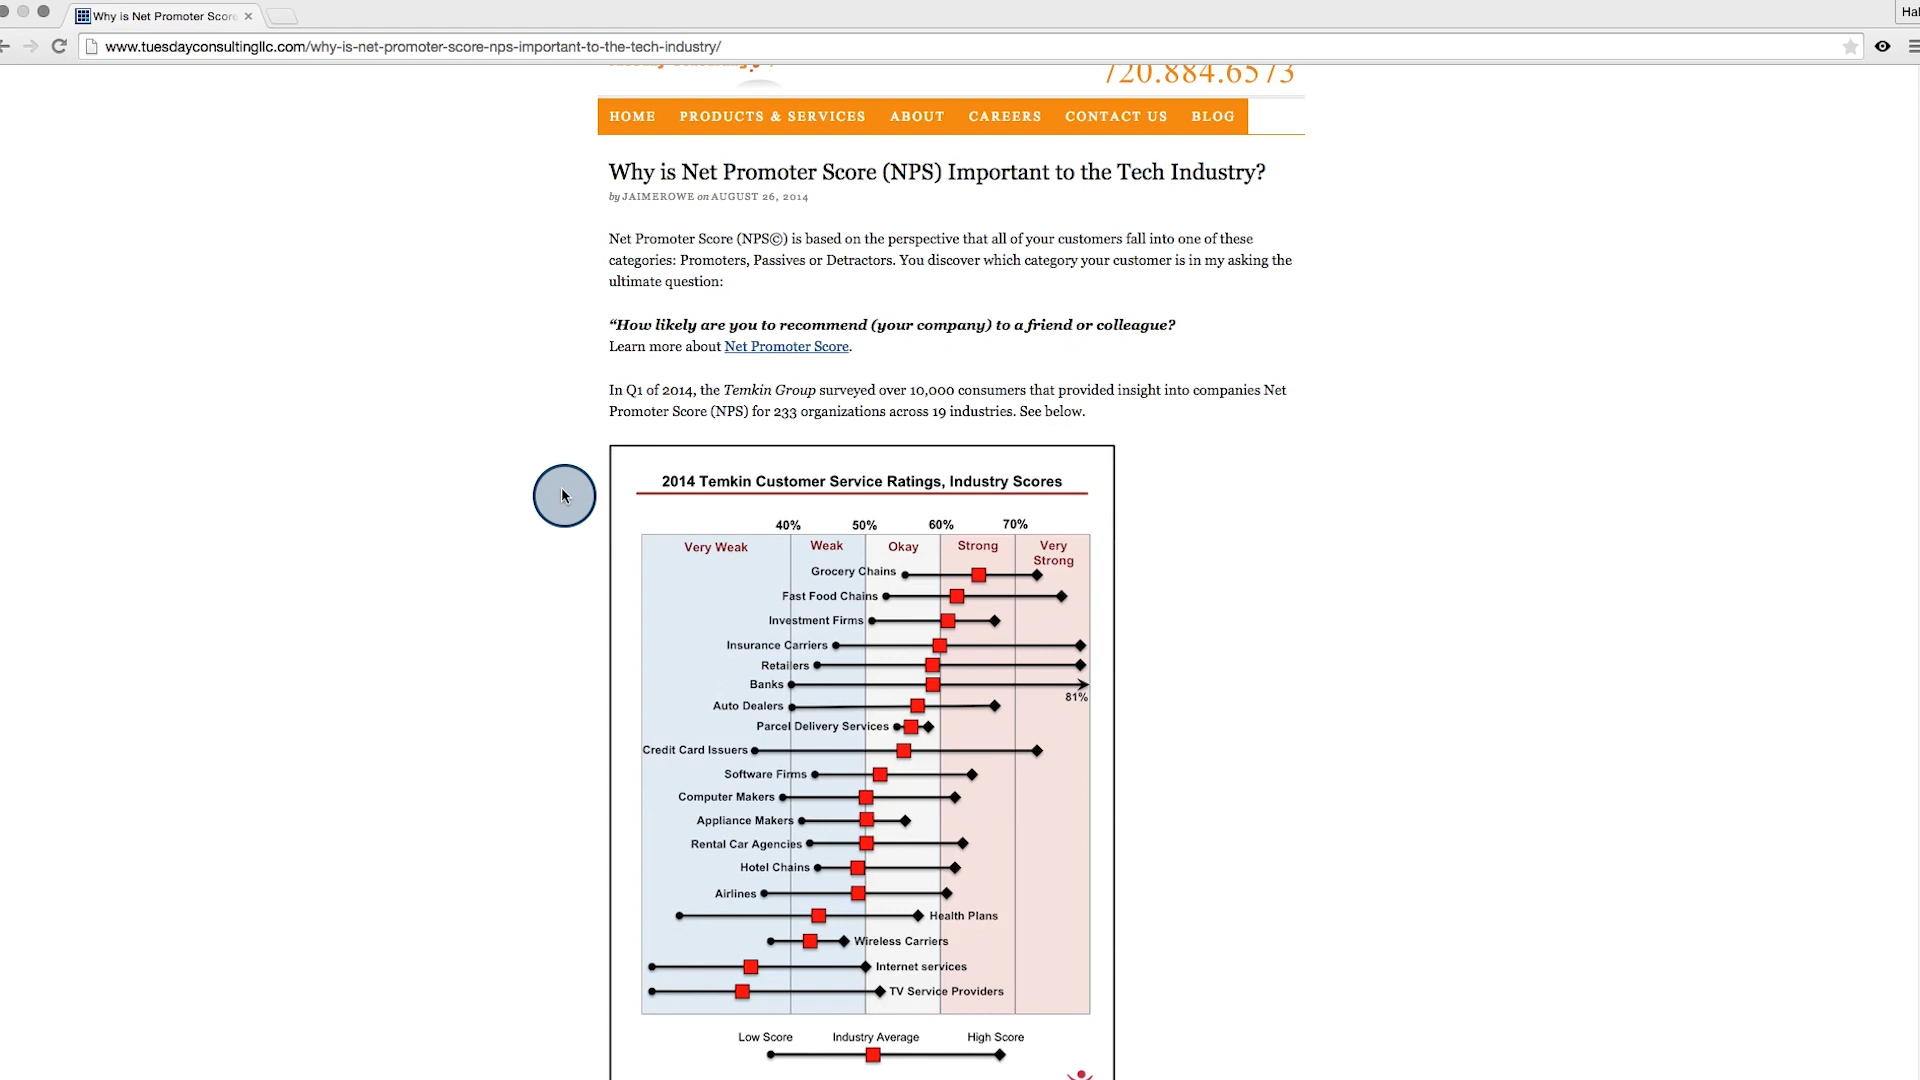 Why is Net Promoter Score
Hal
www.tuesdayconsultingllc.com/why-is-net-promoter-score-nps-important-to-the-tech-industry/
720.884.6573
HOME PRODUCTS & SERVICES ABOUT CAREERS CONTACT US BLOG
Why is Net Promoter Score (NPS) Important to the Tech Industry?
by JAIMEROWE on AUGUST 26, 2014
Net Promoter Score (NPS©) is based on the perspective that all of your customers fall into one of these
categories: Promoters, Passives or Detractors. You discover which category your customer is in my asking the
ultimate question:
“How likely are you to recommend (your company) to a friend or colleague?
Learn more about Net Promoter Score.
In Q1 of 2014, the Temkin Group surveyed over 10,000 consumers that provided insight into companies Net
Promoter Score (NPS) for 233 organizations across 19 industries. See below.
2014 Temkin Customer Service Ratings, Industry Scores
40% 50% 60% 70%
Very Weak Weak Okay Strong Very
Strong
Grocery Chains
Fast Food Chains
Investment Firms
Insurance Carriers
Retailers
Banks
81%
Auto Dealers
Parcel Delivery Services
Credit Card Issuers
Software Firms
Computer Makers
Appliance Makers
Rental Car Agencies
Hotel Chains
Airlines
Health Plans
Wireless Carriers
Internet services
TV Service Providers
Low Score Industry Average High Score